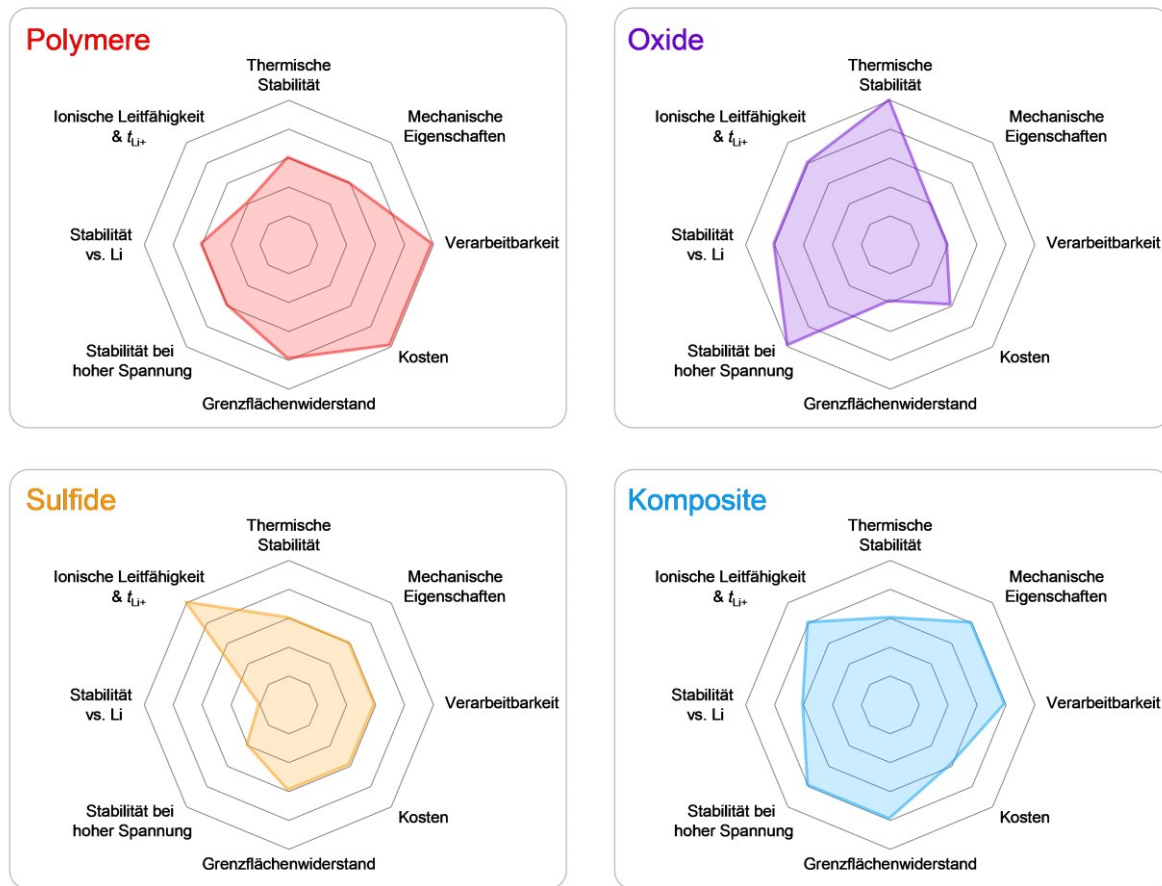 Polymere
Thermische
Stabilität
Ionische Leitfähigkeit
& tLi+
Mechanische
Eigenschaften
Stabilität
vs. Li
Verarbeitbarkeit
Stabilität bei
hoher Spannung
Kosten
Grenzflächenwiderstand
Oxide
Thermische
Stabilität
Ionische Leitfähigkeit
& tLi+
Mechanische
Eigenschaften
Stabilität
vs. Li
Verarbeitbarkeit
Stabilität bei
hoher Spannung
Kosten
Grenzflächenwiderstand
Sulfide
Thermische
Stabilität
Ionische Leitfähigkeit
& tLi+
Mechanische
Eigenschaften
Stabilität
vs. Li
Verarbeitbarkeit
Stabilität bei
hoher Spannung
Kosten
Grenzflächenwiderstand
Komposite
Thermische
Stabilität
Ionische Leitfähigkeit
& tLi+
Mechanische
Eigenschaften
Stabilität
vs. Li
Verarbeitbarkeit
Stabilität bei
hoher Spannung
Kosten
Grenzflächenwiderstand